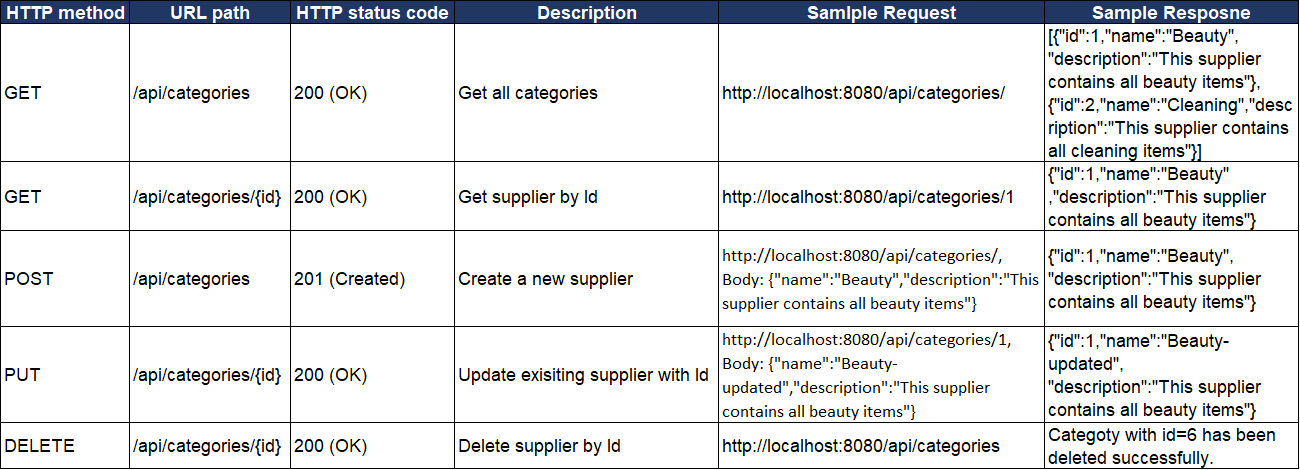 HTTP method URL path HTTP status code Description Samlple Request Sample Resposne
GET /api/categories 200 (OK) Get all categories http://localhost:8080/api/categories/
[{"id":1,"name":"Beauty",
"description":"This supplier
contains all beauty items"},
{"id":2,"name":"Cleaning","desc
ription":"This supplier contains
all cleaning items"}]
GET /api/categories/{id} 200 (OK) Get supplier by Id http://localhost:8080/api/categories/1
{"id":1,"name":"Beauty"
,"description":"This supplier
contains all beauty items"}
POST /api/categories 201 (Created) Create a new supplier
http://localhost:8080/api/categories/,
Body: {"name":"Beauty","description":"This
supplier contains all beauty items"}
{"id":1,"name":"Beauty",
"description":"This supplier
contains all beauty items"}
PUT /api/categories/{id} 200 (OK) Update exisiting supplier with Id
http://localhost:8080/api/categories/1,
Body: {"name":"Beauty-
updated","description":"This supplier
contains all beauty items"}
{"id":1,"name":"Beauty-
updated",
"description":"This supplier
contains all beauty items"}
DELETE /api/categories/{id} 200 (OK) Delete supplier by Id http://localhost:8080/api/categories
Categoty with id=6 has been
deleted successfully.